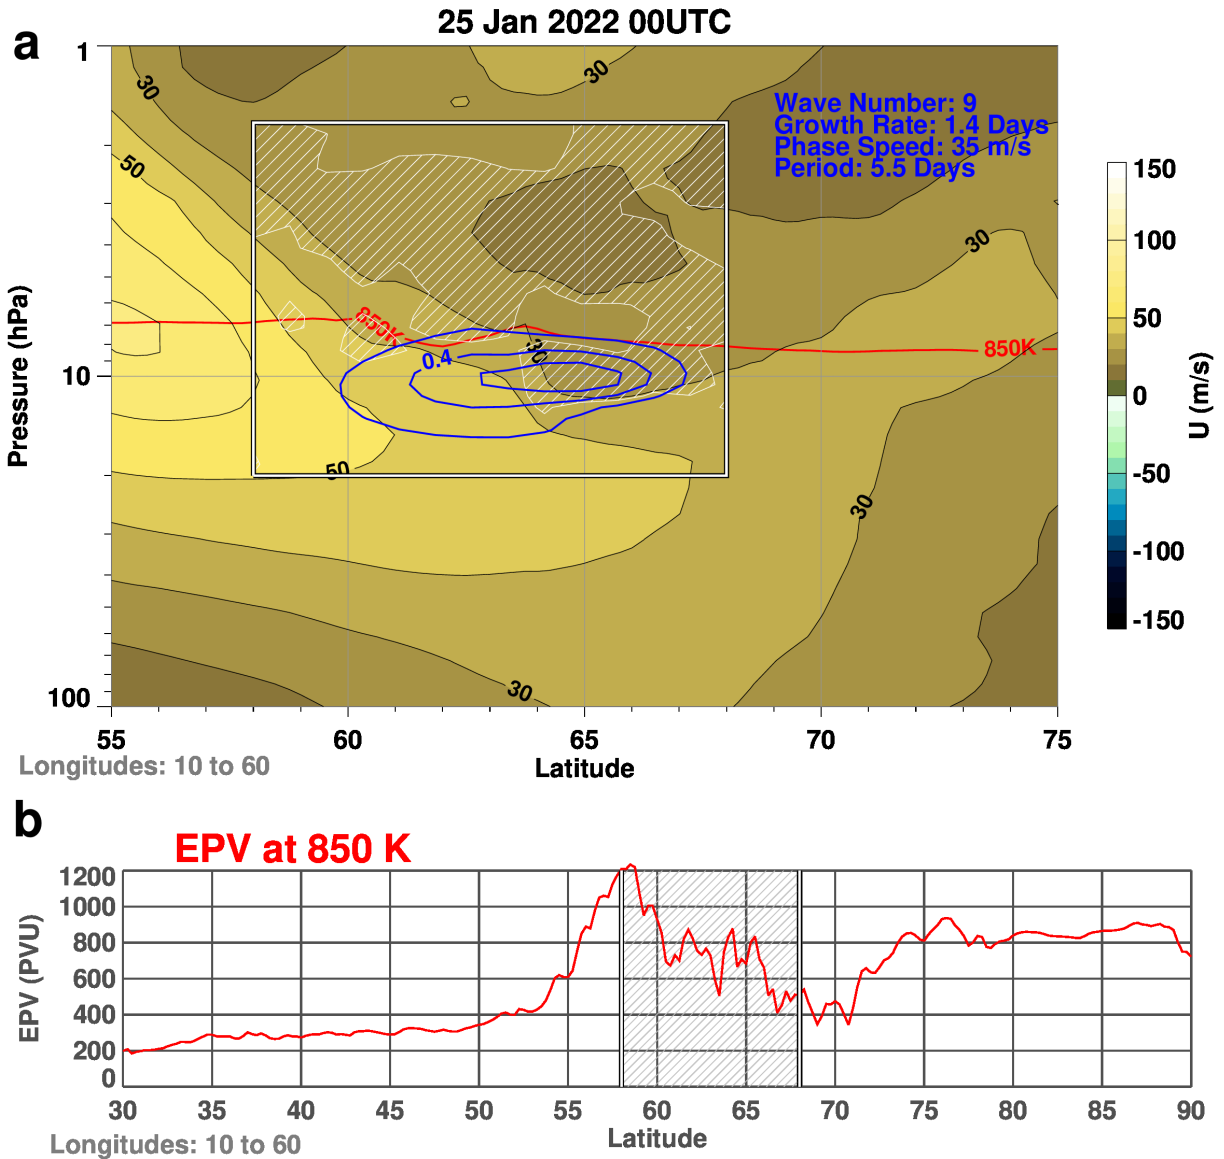 25 Jan 2022 00UTC
a
1
10
100
Pressure (hPa)
30
30
50
30
Wave Number: 9
Growth Rate: 1.4 Days
Phase Speed: 35 m/s
Period: 5.5 Days
850K
850K
0.4
30
50
30
30
55
60
65
70
75
Latitude
Longitudes: 10 to 60
150
100
50
0
-50
-100
-150
U (m/s)
b
EPV at 850 K
1200
1000
800
600
400
200
0
EPV (PVU)
30
35
40
45
50
55
60
65
70
75
80
85
90
Latitude
Longitudes: 10 to 60